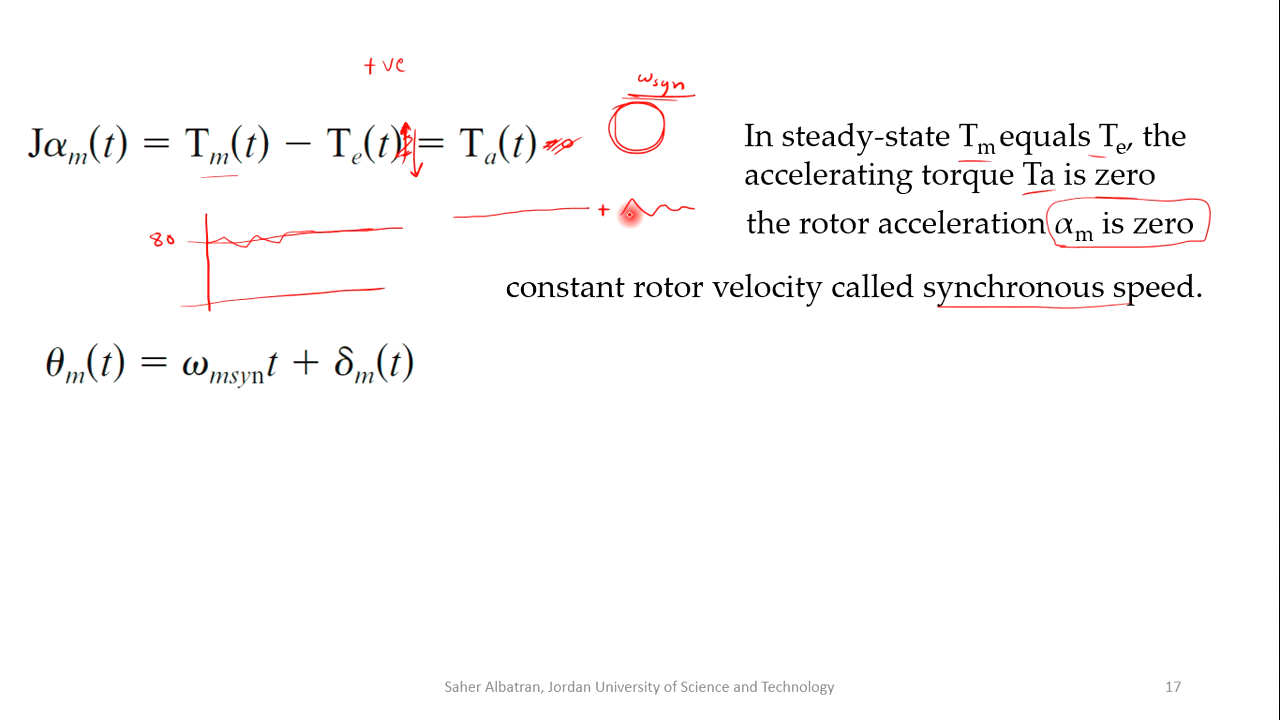 +ve
ωsyn
Jαm(t) = Tm(t) − Te(t) = Ta(t)
In steady-state Tm equals Te, the
accelerating torque Ta is zero
the rotor acceleration αm is zero
+
80
constant rotor velocity called synchronous speed.
θm(t) = ωmsynt + δm(t)
Saher Albatran, Jordan University of Science and Technology
17